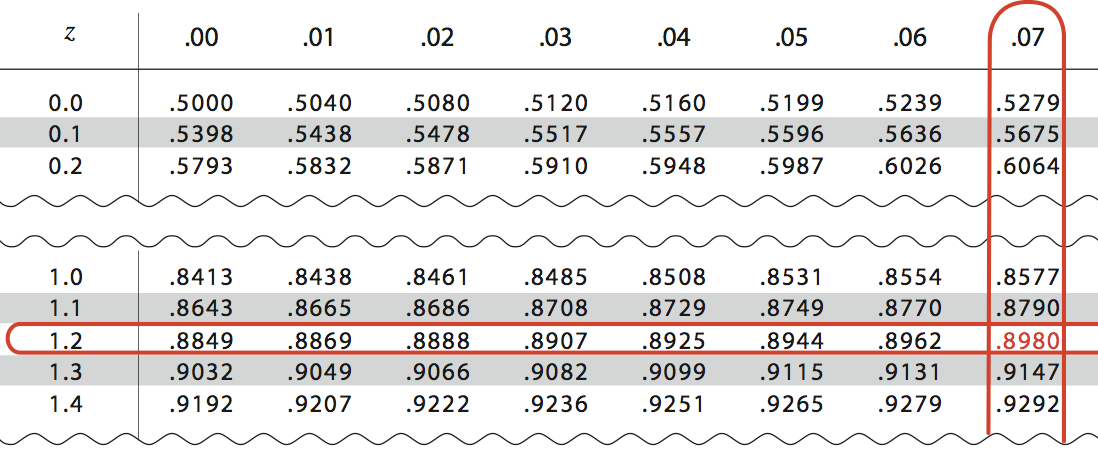 z .00 .01 .02 .03 .04 .05 .06 .07
0.0 .5000 .5040 .5080 .5120 .5160 .5199 .5239 .5279
0.1 .5398 .5438 .5478 .5517 .5557 .5596 .5636 .5675
0.2 .5793 .5832 .5871 .5910 .5948 .5987 .6026 .6064
1.0 .8413 .8438 .8461 .8485 .8508 .8531 .8554 .8577
1.1 .8643 .8665 .8686 .8708 .8729 .8749 .8770 .8790
1.2 .8849 .8869 .8888 .8907 .8925 .8944 .8962 .8980
1.3 .9032 .9049 .9066 .9082 .9099 .9115 .9131 .9147
1.4 .9192 .9207 .9222 .9236 .9251 .9265 .9279 .9292